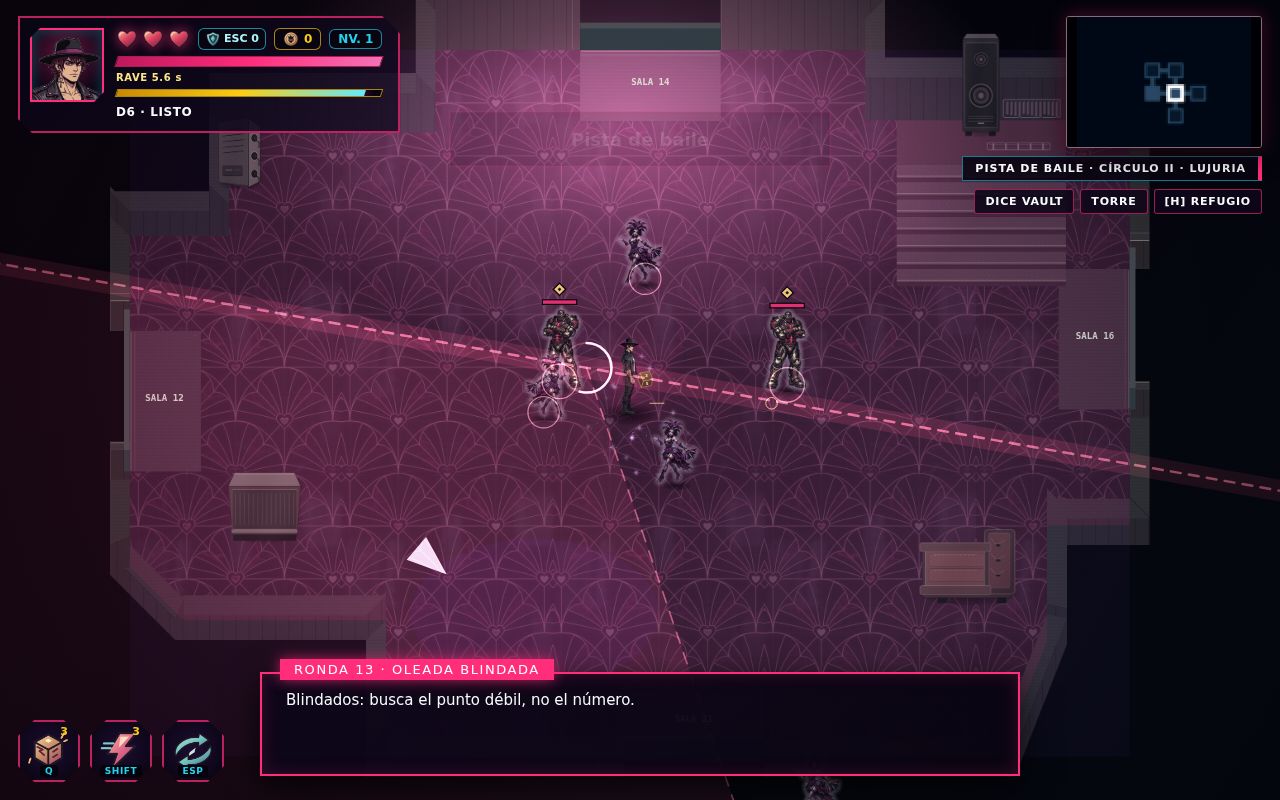 ESC 0
0
NV. 1
RAVE 5.6 s
D6 · LISTO
SALA 14
Pista de baile
PISTA DE BAILE · CÍRCULO II · LUJURIA
DICE VAULT
TORRE
[H] REFUGIO
SALA 16
SALA 12
RONDA 13 · OLEADA BLINDADA
Blindados: busca el punto débil, no el número.
3
Q
3
SHIFT
ESP